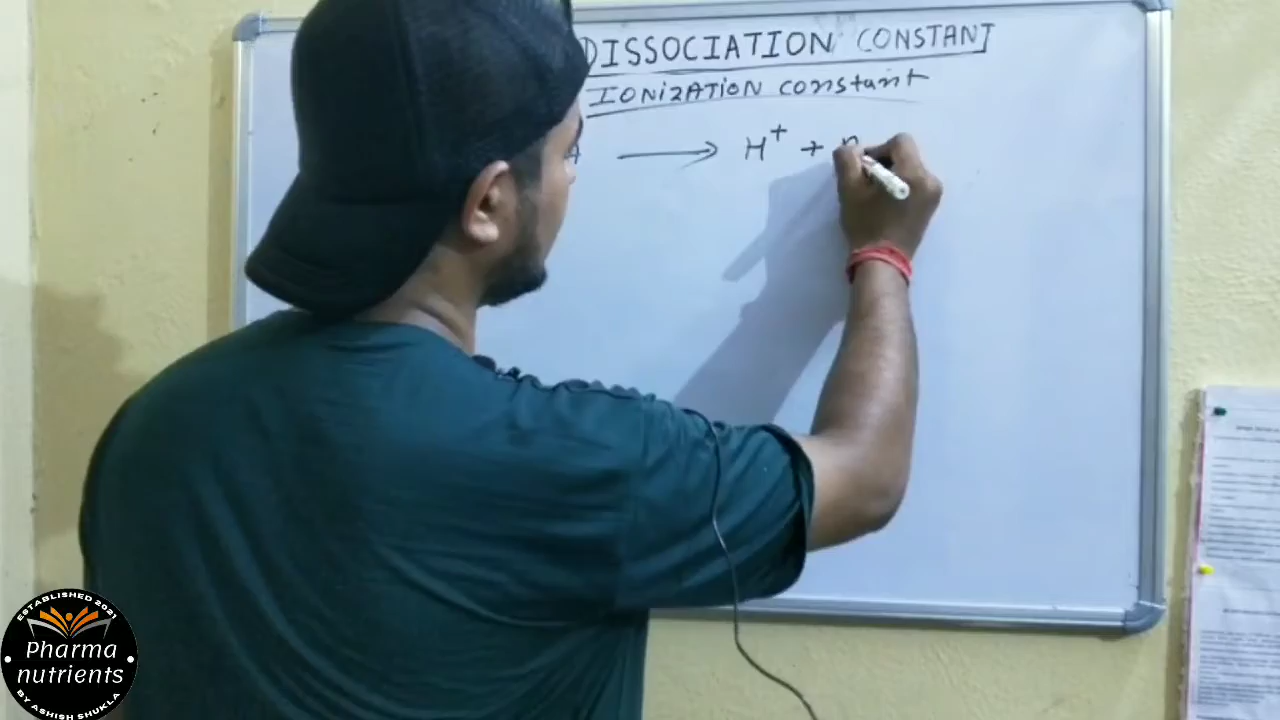 DISSOCIATION CONSTANT
IONIZATION constant
A ⟶ H⁺ +
ESTABLISHED 2021
Pharma
nutrients
BY ASHISH SHUKLA